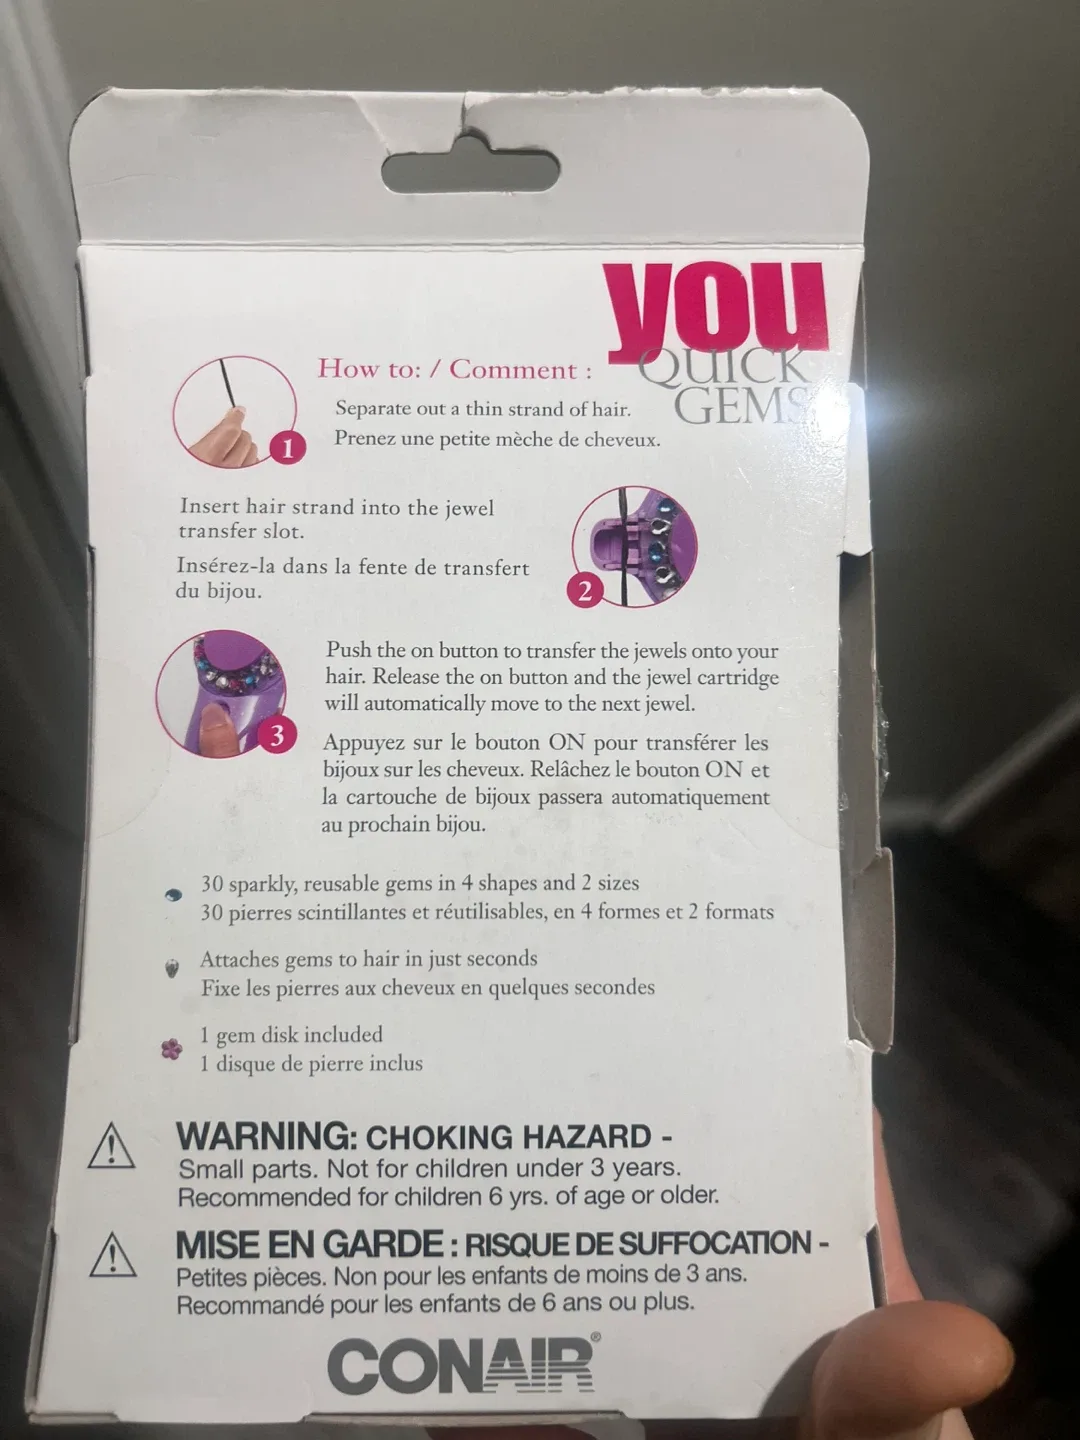 you
QUICK
GEMS
How to: / Comment :
Separate out a thin strand of hair.
Prenez une petite mèche de cheveux.
1
Insert hair strand into the jewel
transfer slot.
Insérez-la dans la fente de transfert
du bijou.
2
Push the on button to transfer the jewels onto your
hair. Release the on button and the jewel cartridge
will automatically move to the next jewel.
3
Appuyez sur le bouton ON pour transférer les
bijoux sur les cheveux. Relâchez le bouton ON et
la cartouche de bijoux passera automatiquement
au prochain bijou.
30 sparkly, reusable gems in 4 shapes and 2 sizes
30 pierres scintillantes et réutilisables, en 4 formes et 2 formats
Attaches gems to hair in just seconds
Fixe les pierres aux cheveux en quelques secondes
1 gem disk included
1 disque de pierre inclus
WARNING: CHOKING HAZARD -
Small parts. Not for children under 3 years.
Recommended for children 6 yrs. of age or older.
MISE EN GARDE : RISQUE DE SUFFOCATION -
Petites pièces. Non pour les enfants de moins de 3 ans.
Recommandé pour les enfants de 6 ans ou plus.
CONAIR®